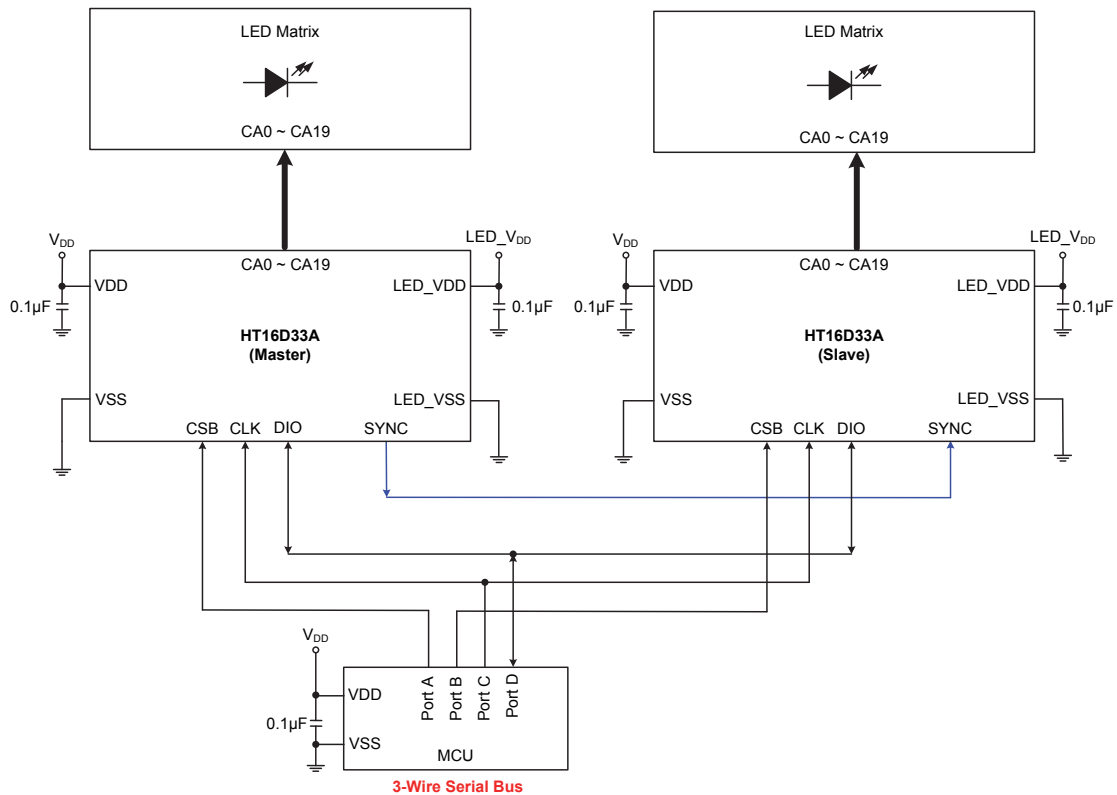 LED Matrix
CA0 ~ CA19
LED Matrix
CA0 ~ CA19
VDD
LED_VDD
VDD
LED_VDD
CA0 ~ CA19
VDD
LED_VDD
0.1µF
0.1µF
HT16D33A
(Master)
VSS
LED_VSS
CSB
CLK
DIO
SYNC
CA0 ~ CA19
VDD
LED_VDD
0.1µF
0.1µF
HT16D33A
(Slave)
VSS
LED_VSS
CSB
CLK
DIO
SYNC
VDD
Port A
Port B
Port C
Port D
VDD
0.1µF
VSS
MCU
3-Wire Serial Bus